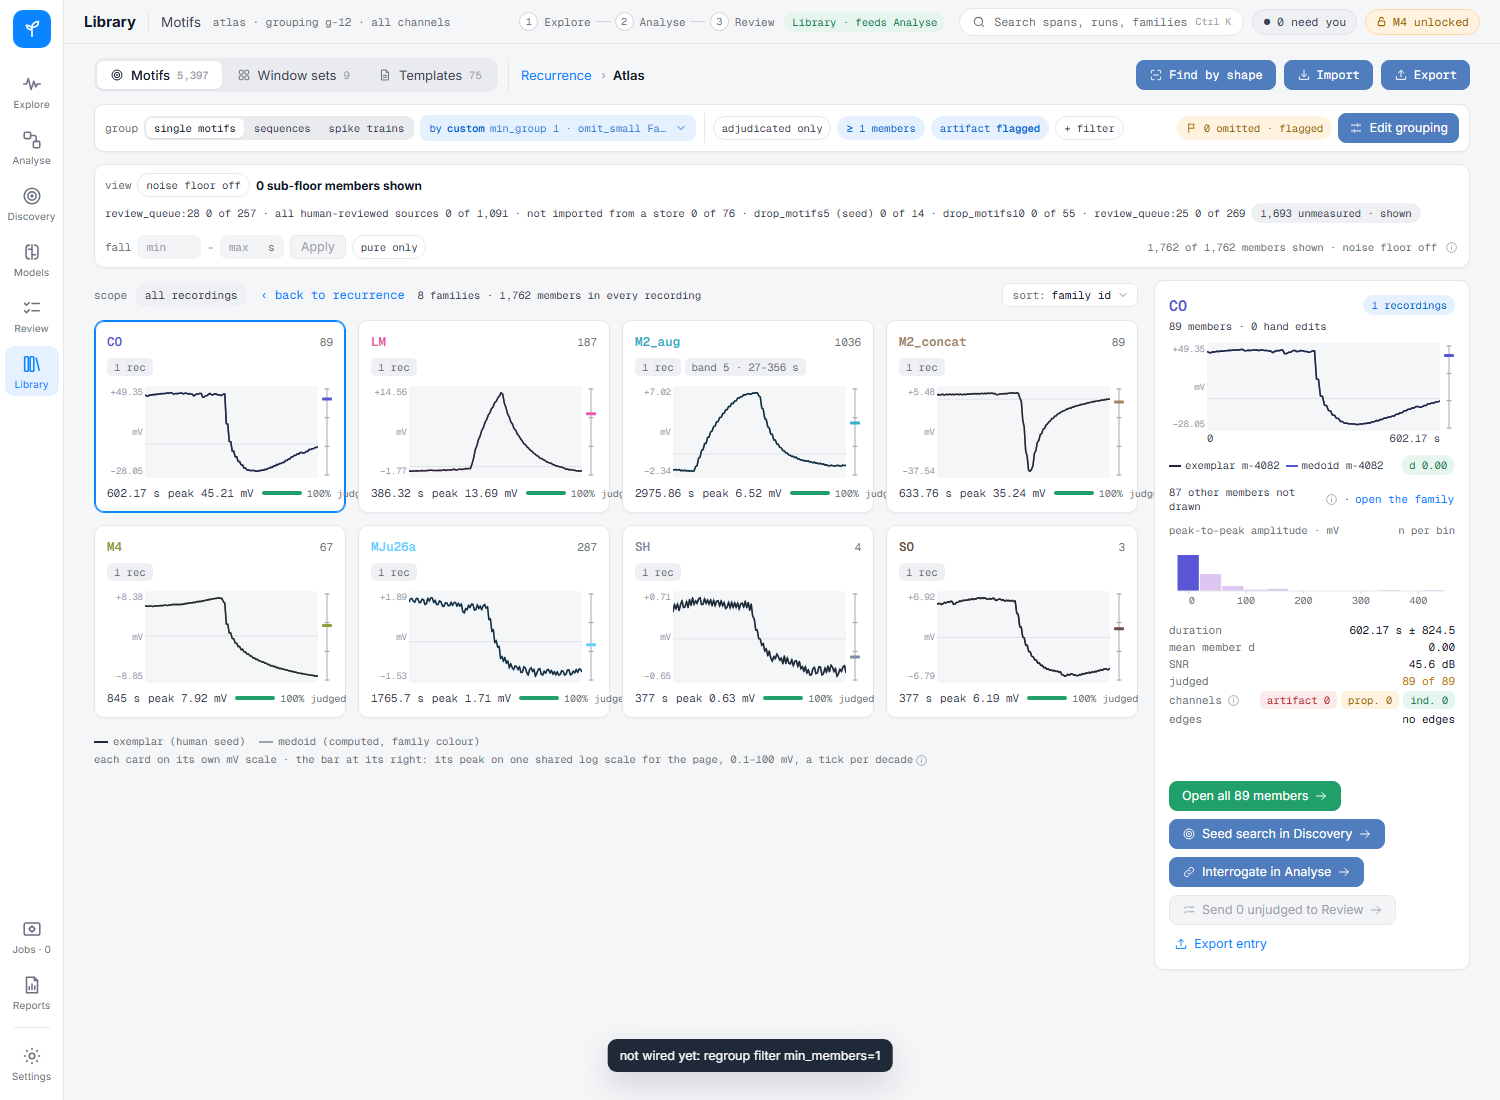 Library
Motifs
atlas · grouping g-12 · all channels
1 Explore
2 Analyse
3 Review
Library · feeds Analyse
Search spans, runs, families
Ctrl K
0 need you
M4 unlocked
Explore
Analyse
Discovery
Models
Review
Library
Jobs · 0
Reports
Settings
Motifs 5,397
Window sets 9
Templates 75
Recurrence › Atlas
Find by shape
Import
Export
group
single motifs
sequences
spike trains
by custom min_group 1 · omit_small Fa…
adjudicated only
≥ 1 members
artifact flagged
+ filter
0 omitted · flagged
Edit grouping
view
noise floor off
0 sub-floor members shown
review_queue:28 0 of 257 · all human-reviewed sources 0 of 1,091 · not imported from a store 0 of 76 · drop_motifs5 (seed) 0 of 14 · drop_motifs10 0 of 55 · review_queue:25 0 of 269
1,693 unmeasured · shown
fall
min
–
max
s
Apply
pure only
1,762 of 1,762 members shown · noise floor off
scope
all recordings
‹ back to recurrence
8 families · 1,762 members in every recording
sort: family id
CO
89
1 rec
+49.35
mV
−28.05
602.17 s peak 45.21 mV
100% judg
LM
187
1 rec
+14.56
mV
−1.77
386.32 s peak 13.69 mV
100% judg
M2_aug
1036
1 rec
band 5 · 27–356 s
+7.02
mV
−2.34
2975.86 s peak 6.52 mV
100% judg
M2_concat
89
1 rec
+5.48
mV
−37.54
633.76 s peak 35.24 mV
100% judg
M4
67
1 rec
+8.38
mV
−8.85
845 s peak 7.92 mV
100% judged
MJu26a
287
1 rec
+1.89
mV
−1.53
1765.7 s peak 1.71 mV
100% judged
SH
4
1 rec
+0.71
mV
−0.65
377 s peak 0.63 mV
100% judged
SO
3
1 rec
+6.92
mV
−6.79
377 s peak 6.19 mV
100% judged
exemplar (human seed)
medoid (computed, family colour)
each card on its own mV scale · the bar at its right: its peak on one shared log scale for the page, 0.1–100 mV, a tick per decade
CO
1 recordings
89 members · 0 hand edits
+49.35
mV
−28.05
0
602.17 s
exemplar m-4082
medoid m-4082
d 0.00
87 other members not drawn
· open the family
peak-to-peak amplitude · mV
n per bin
0
100
200
300
400
duration
602.17 s ± 824.5
mean member d
0.00
SNR
45.6 dB
judged
89 of 89
channels
artifact 0
prop. 0
ind. 0
edges
no edges
Open all 89 members
Seed search in Discovery
Interrogate in Analyse
Send 0 unjudged to Review
Export entry
not wired yet: regroup filter min_members=1